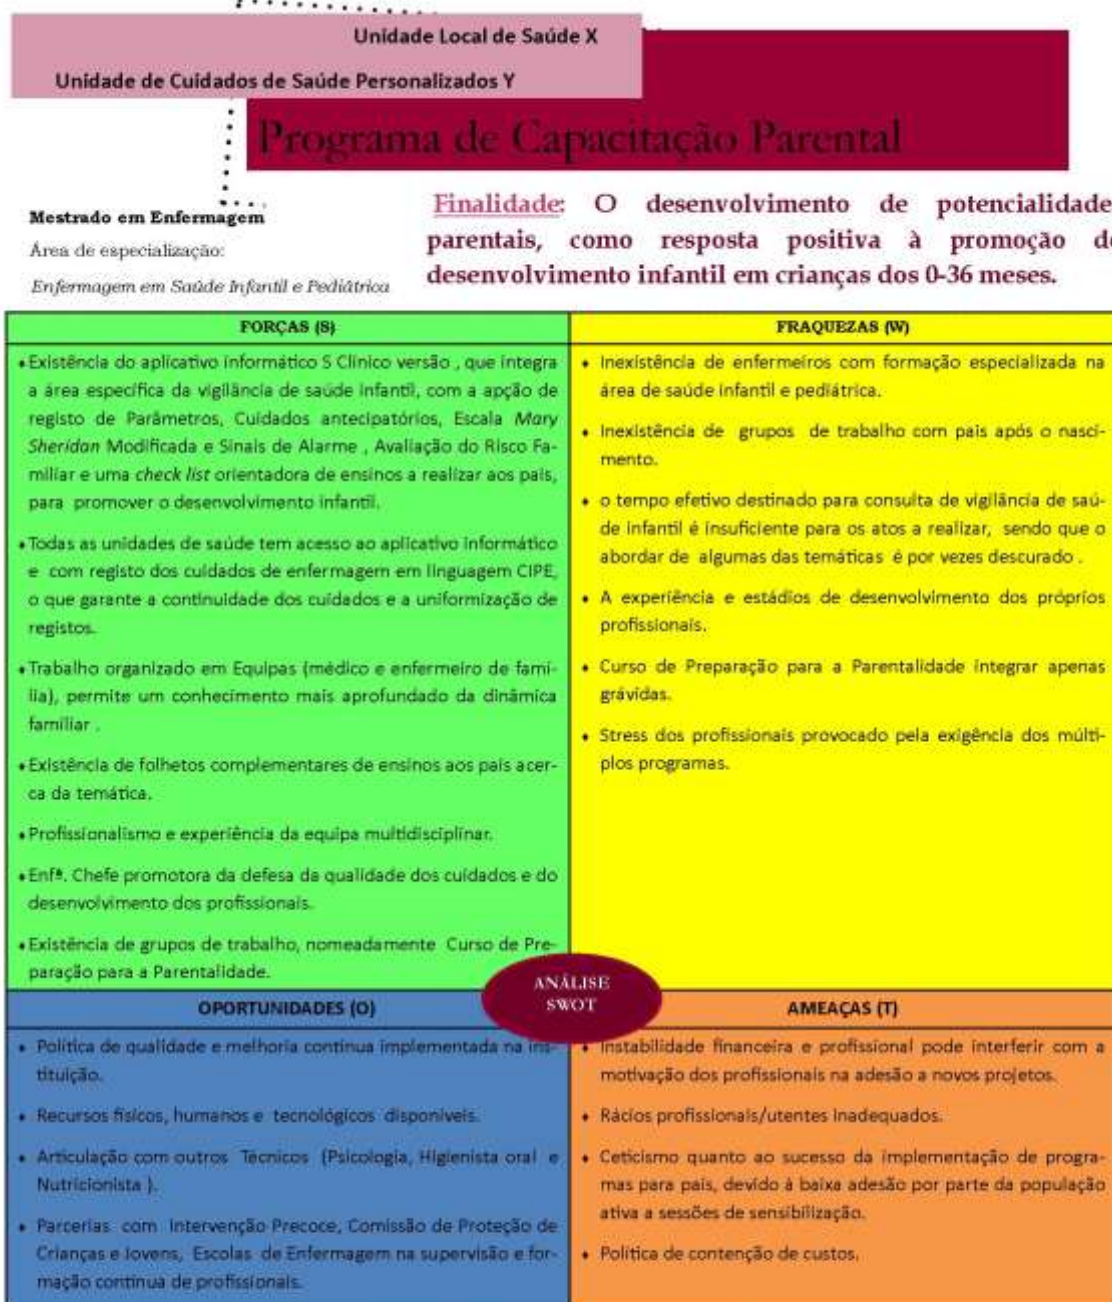 Unidade Local de Saúde X
Unidade de Cuidados de Saúde Personalizados Y
Programa de Capacitação Parental
Mestrado em Enfermagem
Área de especialização:
Enfermagem em Saúde Infantil e Pediátrica
Finalidade: O desenvolvimento de potencialidade
parentais, como resposta positiva à promoção d
desenvolvimento infantil em crianças dos 0-36 meses.
FORÇAS (S)
• Existência do aplicativo informático S Clínico versão , que integra
a área específica da vigilância de saúde infantil, com a apção de
registo de Parâmetros, Cuidados antecipatórios, Escala Mary
Sheridan Modificada e Sinais de Alarme , Avaliação do Risco Fa-
miliar e uma check list orientadora de ensinos a realizar aos pais,
para promover o desenvolvimento infantil.
• Todas as unidades de saúde tem acesso ao aplicativo informático
e com registo dos cuidados de enfermagem em linguagem CIPE,
o que garante a continuidade dos cuidados e a uniformização de
registos.
• Trabalho organizado em Equipas (médico e enfermeiro de famí-
lia), permite um conhecimento mais aprofundado da dinâmica
familiar .
• Existência de folhetos complementares de ensinos aos pais acer-
ca da temática.
• Profissionalismo e experiência da equipa multidisciplinar.
• Enfª. Chefe promotora da defesa da qualidade dos cuidados e do
desenvolvimento dos profissionais.
• Existência de grupos de trabalho, nomeadamente Curso de Pre-
paração para a Parentalidade.
FRAQUEZAS (W)
• Inexistência de enfermeiros com formação especializada na
área de saúde infantil e pediátrica.
• Inexistência de grupos de trabalho com pais após o nasci-
mento.
• o tempo efetivo destinado para consulta de vigilância de saú-
de infantil é insuficiente para os atos a realizar, sendo que o
abordar de algumas das temáticas é por vezes descurado .
• A experiência e estádios de desenvolvimento dos próprios
profissionais.
• Curso de Preparação para a Parentalidade integrar apenas
grávidas.
• Stress dos profissionais provocado pela exigência dos múlti-
plos programas.
ANÁLISE
SWOT
OPORTUNIDADES (O)
• Política de qualidade e melhoria contínua implementada na ins-
tituição.
• Recursos físicos, humanos e tecnológicos disponíveis.
• Articulação com outros Técnicos (Psicologia, Higienista oral e
Nutricionista ).
• Parcerias com Intervenção Precoce, Comissão de Proteção de
Crianças e Jovens, Escolas de Enfermagem na supervisão e for-
mação contínua de profissionais.
AMEAÇAS (T)
• Instabilidade financeira e profissional pode interferir com a
motivação dos profissionais na adesão a novos projetos.
• Rácios profissionais/utentes inadequados.
• Ceticismo quanto ao sucesso da implementação de progra-
mas para pais, devido à baixa adesão por parte da população
ativa a sessões de sensibilização.
• Política de contenção de custos.